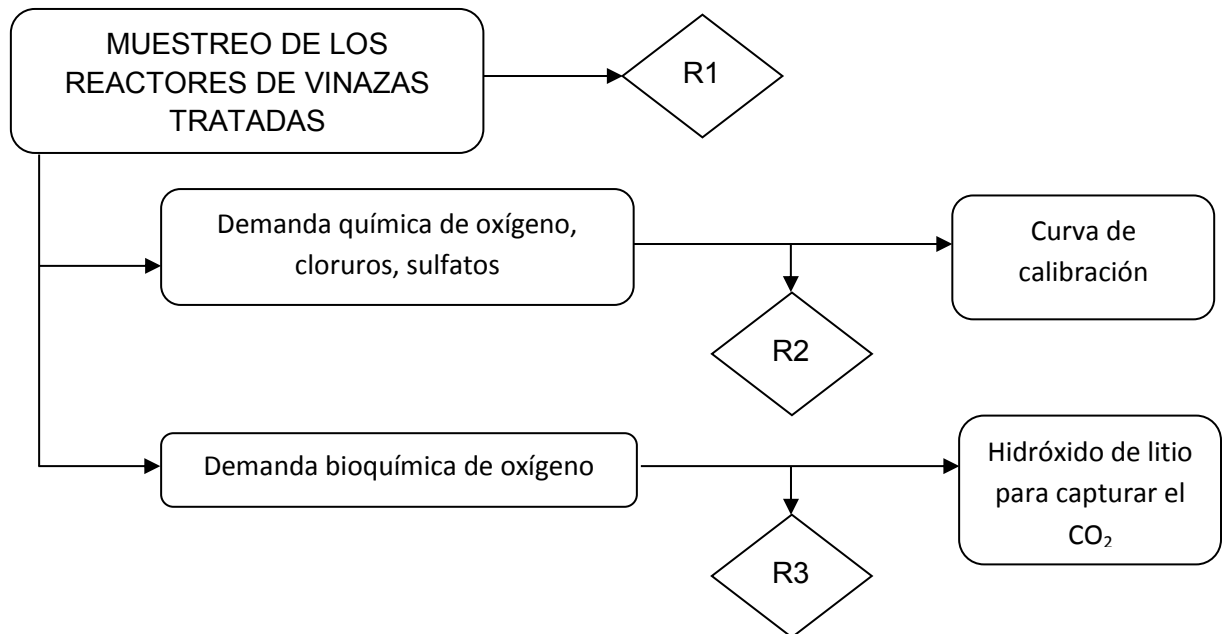 MUESTREO DE LOS
REACTORES DE VINAZAS
TRATADAS
R1
Demanda química de oxígeno,
cloruros, sulfatos
Curva de
calibración
R2
Demanda bioquímica de oxígeno
Hidróxido de litio
para capturar el
CO₂
R3